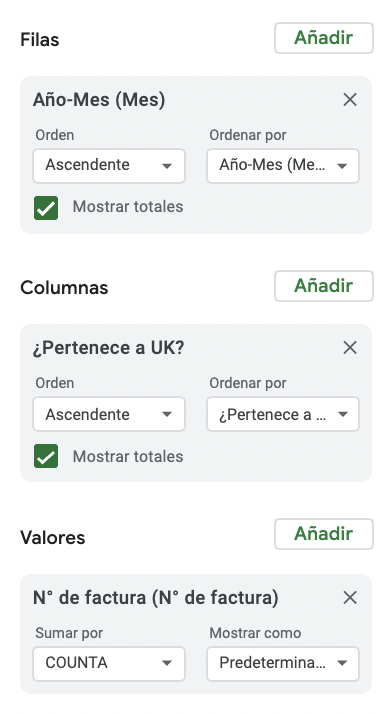 Filas Añadir
Año-Mes (Mes)
Orden Ordenar por
Ascendente Año-Mes (Me...
Mostrar totales
Columnas Añadir
¿Pertenece a UK?
Orden Ordenar por
Ascendente ¿Pertenece a ...
Mostrar totales
Valores Añadir
N° de factura (N° de factura)
Sumar por Mostrar como
COUNTA Predetermina...